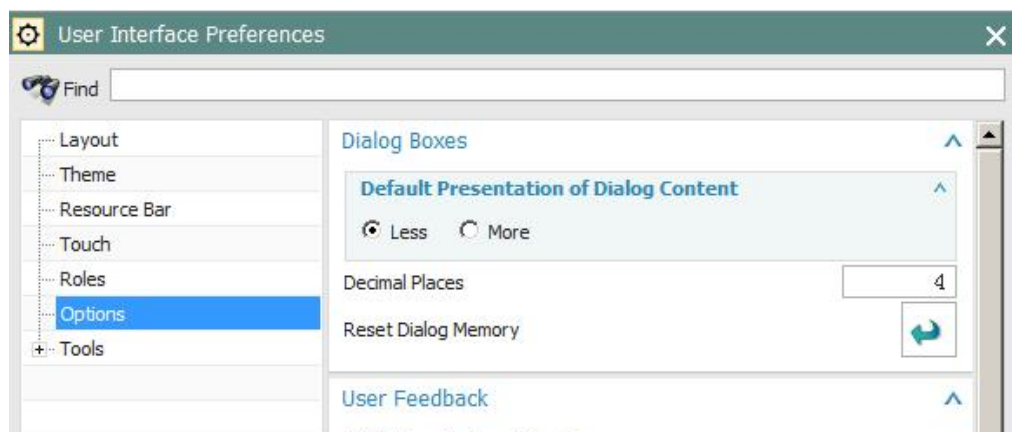 User Interface Preferences
Find
Layout
Theme
Resource Bar
Touch
Roles
Options
Tools
Dialog Boxes
Default Presentation of Dialog Content
Less More
Decimal Places 4
Reset Dialog Memory
User Feedback